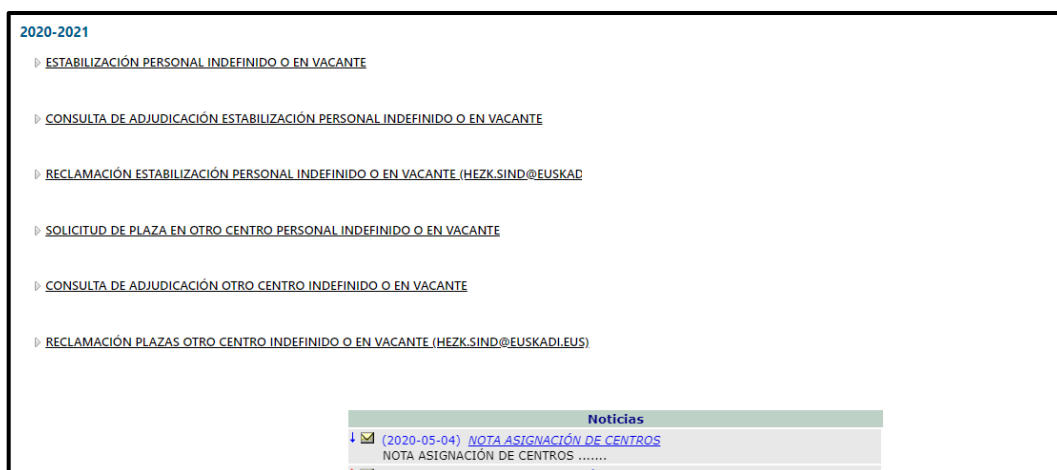 2020-2021
ESTABILIZACIÓN PERSONAL INDEFINIDO O EN VACANTE
CONSULTA DE ADJUDICACIÓN ESTABILIZACIÓN PERSONAL INDEFINIDO O EN VACANTE
RECLAMACIÓN ESTABILIZACIÓN PERSONAL INDEFINIDO O EN VACANTE (HEZK.SIND@EUSKAD
SOLICITUD DE PLAZA EN OTRO CENTRO PERSONAL INDEFINIDO O EN VACANTE
CONSULTA DE ADJUDICACIÓN OTRO CENTRO INDEFINIDO O EN VACANTE
RECLAMACIÓN PLAZAS OTRO CENTRO INDEFINIDO O EN VACANTE (HEZK.SIND@EUSKADI.EUS)
Noticias
(2020-05-04) NOTA ASIGNACIÓN DE CENTROS
NOTA ASIGNACIÓN DE CENTROS .......